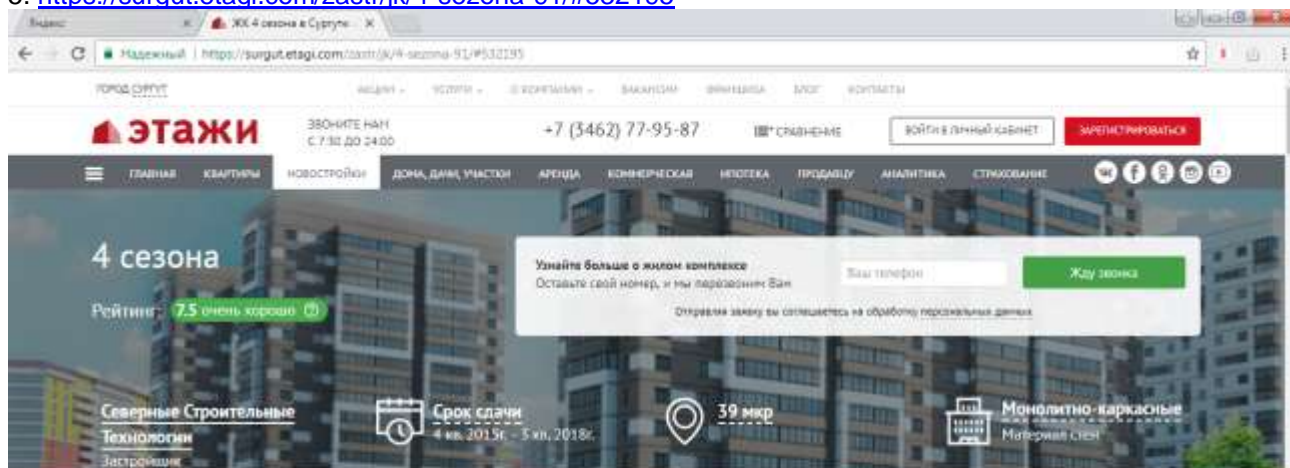 https://surgut.etagi.com/zastr/jk/4-sezona-91/#532195
Яндекс
ЖК 4 сезона в Сургуте
Надежный https://surgut.etagi.com/zastr/jk/4-sezona-91/#532195
ГОРОД СУРГУТ АКЦИИ УСЛУГИ О КОМПАНИИ ВАКАНСИИ ФРАНШИЗА БЛОГ КОНТАКТЫ
этажи
ЗВОНИТЕ НАМ
С 7:30 ДО 24:00
+7 (3462) 77-95-87
СРАВНЕНИЕ
ВОЙТИ В ЛИЧНЫЙ КАБИНЕТ
ЗАРЕГИСТРИРОВАТЬСЯ
ГЛАВНАЯ КВАРТИРЫ НОВОСТРОЙКИ ДОМА, ДАЧИ, УЧАСТКИ АРЕНДА КОММЕРЧЕСКАЯ ИПОТЕКА ПРОДАВЦУ АНАЛИТИКА СТРАХОВАНИЕ
4 сезона
Рейтинг: 7.5 очень хорошо
Узнайте больше о жилом комплексе
Оставьте свой номер, и мы перезвоним Вам
Ваш телефон
Жду звонка
Отправляя заявку вы соглашаетесь на обработку персональных данных
Северные Строительные
Технологии
Застройщик
Срок сдачи
4 кв. 2015г. - 3 кв. 2018г.
39 мкр
Монолитно-каркасные
Материал стен